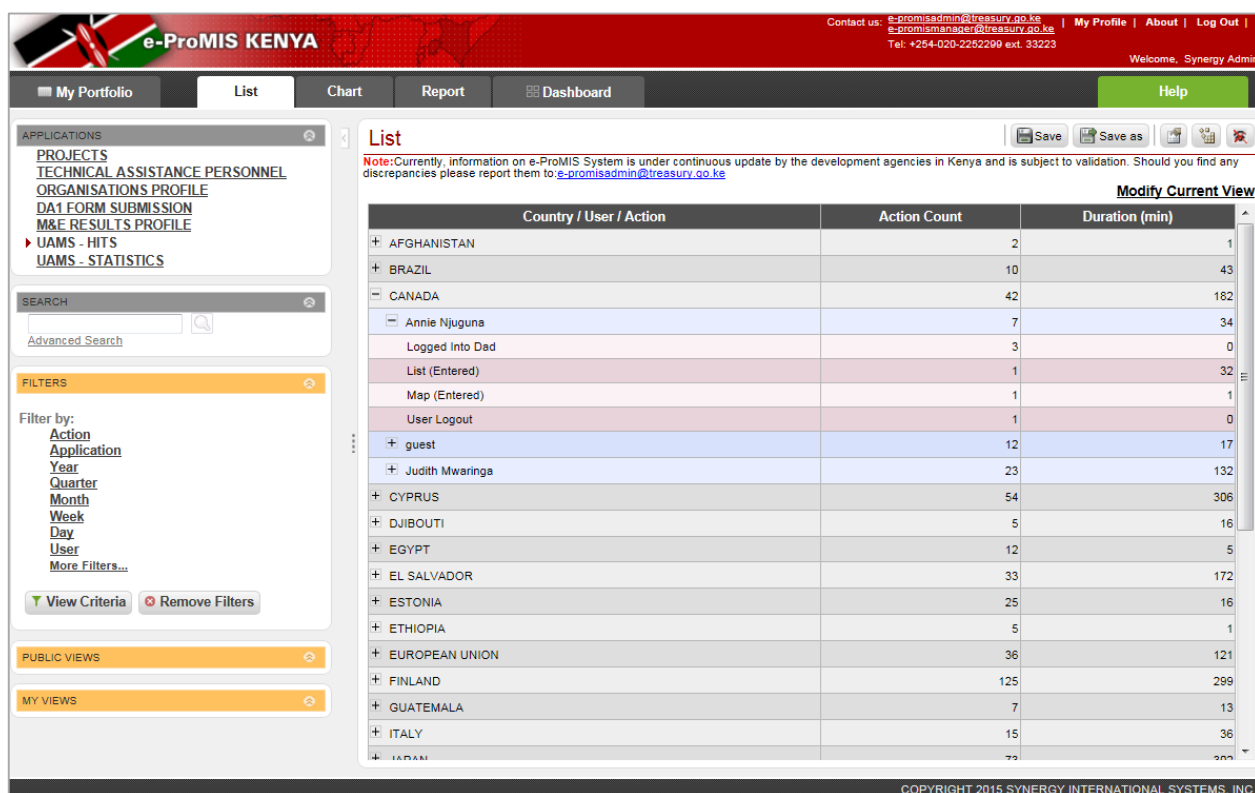 e-ProMIS KENYA
Contact us: e-promisadmin@treasury.go.ke | My Profile | About | Log Out |
e-promismanager@treasury.go.ke
Tel: +254-020-2252299 ext. 33223
Welcome, Synergy Admin
My Portfolio List Chart Report Dashboard Help
APPLICATIONS
PROJECTS
TECHNICAL ASSISTANCE PERSONNEL
ORGANISATIONS PROFILE
DA1 FORM SUBMISSION
M&E RESULTS PROFILE
UAMS - HITS
UAMS - STATISTICS
SEARCH
Advanced Search
FILTERS
Filter by:
Action
Application
Year
Quarter
Month
Week
Day
User
More Filters...
View Criteria Remove Filters
PUBLIC VIEWS
MY VIEWS
List Save Save as
Note:Currently, information on e-ProMIS System is under continuous update by the development agencies in Kenya and is subject to validation. Should you find any
discrepancies please report them to:e-promisadmin@treasury.go.ke
Modify Current View
Country / User / Action Action Count Duration (min)
AFGHANISTAN 2 1
BRAZIL 10 43
CANADA 42 182
Annie Njuguna 7 34
Logged Into Dad 3 0
List (Entered) 1 32
Map (Entered) 1 1
User Logout 1 0
guest 12 17
Judith Mwaringa 23 132
CYPRUS 54 306
DJIBOUTI 5 16
EGYPT 12 5
EL SALVADOR 33 172
ESTONIA 25 16
ETHIOPIA 5 1
EUROPEAN UNION 36 121
FINLAND 125 299
GUATEMALA 7 13
ITALY 15 36
JAPAN
COPYRIGHT 2015 SYNERGY INTERNATIONAL SYSTEMS, INC